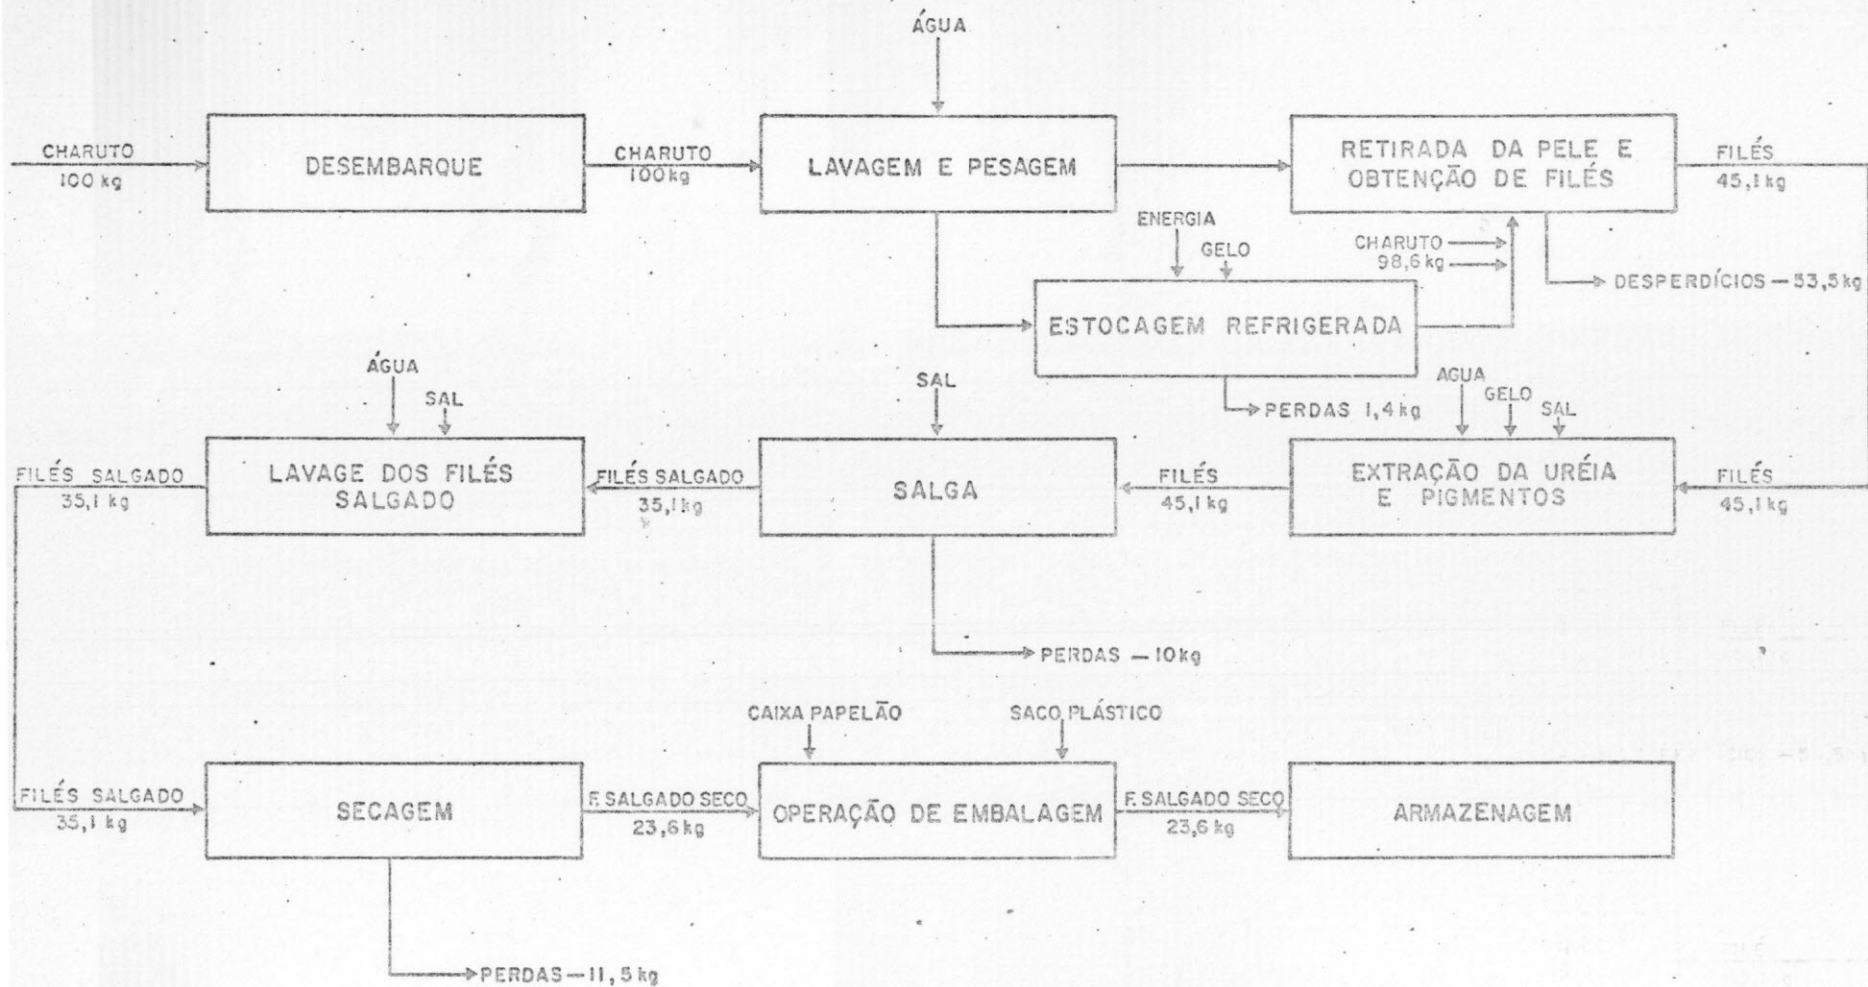 ÁGUA
CHARUTO
100 kg
DESEMBARQUE
CHARUTO
100 kg
LAVAGEM E PESAGEM
RETIRADA DA PELE E
OBTENÇÃO DE FILÉS
FILÉS
45,1 kg
ENERGIA
GELO
CHARUTO
98,6 kg
DESPERDÍCIOS — 53,5 kg
ESTOCAGEM REFRIGERADA
PERDAS 1,4 kg
ÁGUA
SAL
SAL
AGUA
GELO
SAL
FILÉS SALGADO
35,1 kg
LAVAGE DOS FILÉS
SALGADO
FILÉS SALGADO
35,1 kg
SALGA
FILÉS
45,1 kg
EXTRAÇÃO DA URÉIA
E PIGMENTOS
FILÉS
45,1 kg
PERDAS — 10 kg
CAIXA PAPELÃO
SACO PLÁSTICO
FILÉS SALGADO
35,1 kg
SECAGEM
F. SALGADO SECO
23,6 kg
OPERAÇÃO DE EMBALAGEM
F. SALGADO SECO
23,6 kg
ARMAZENAGEM
PERDAS — 11,5 kg